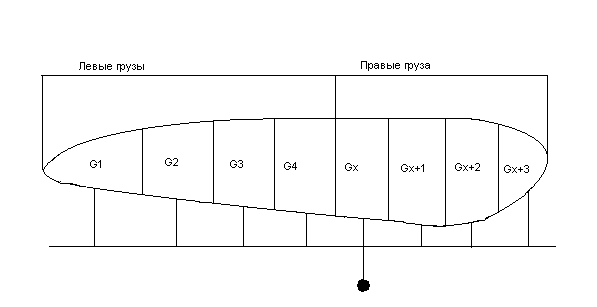 Левые грузы
Правые груза
G1
G2
G3
G4
Gx
Gx+1
Gx+2
Gx+3